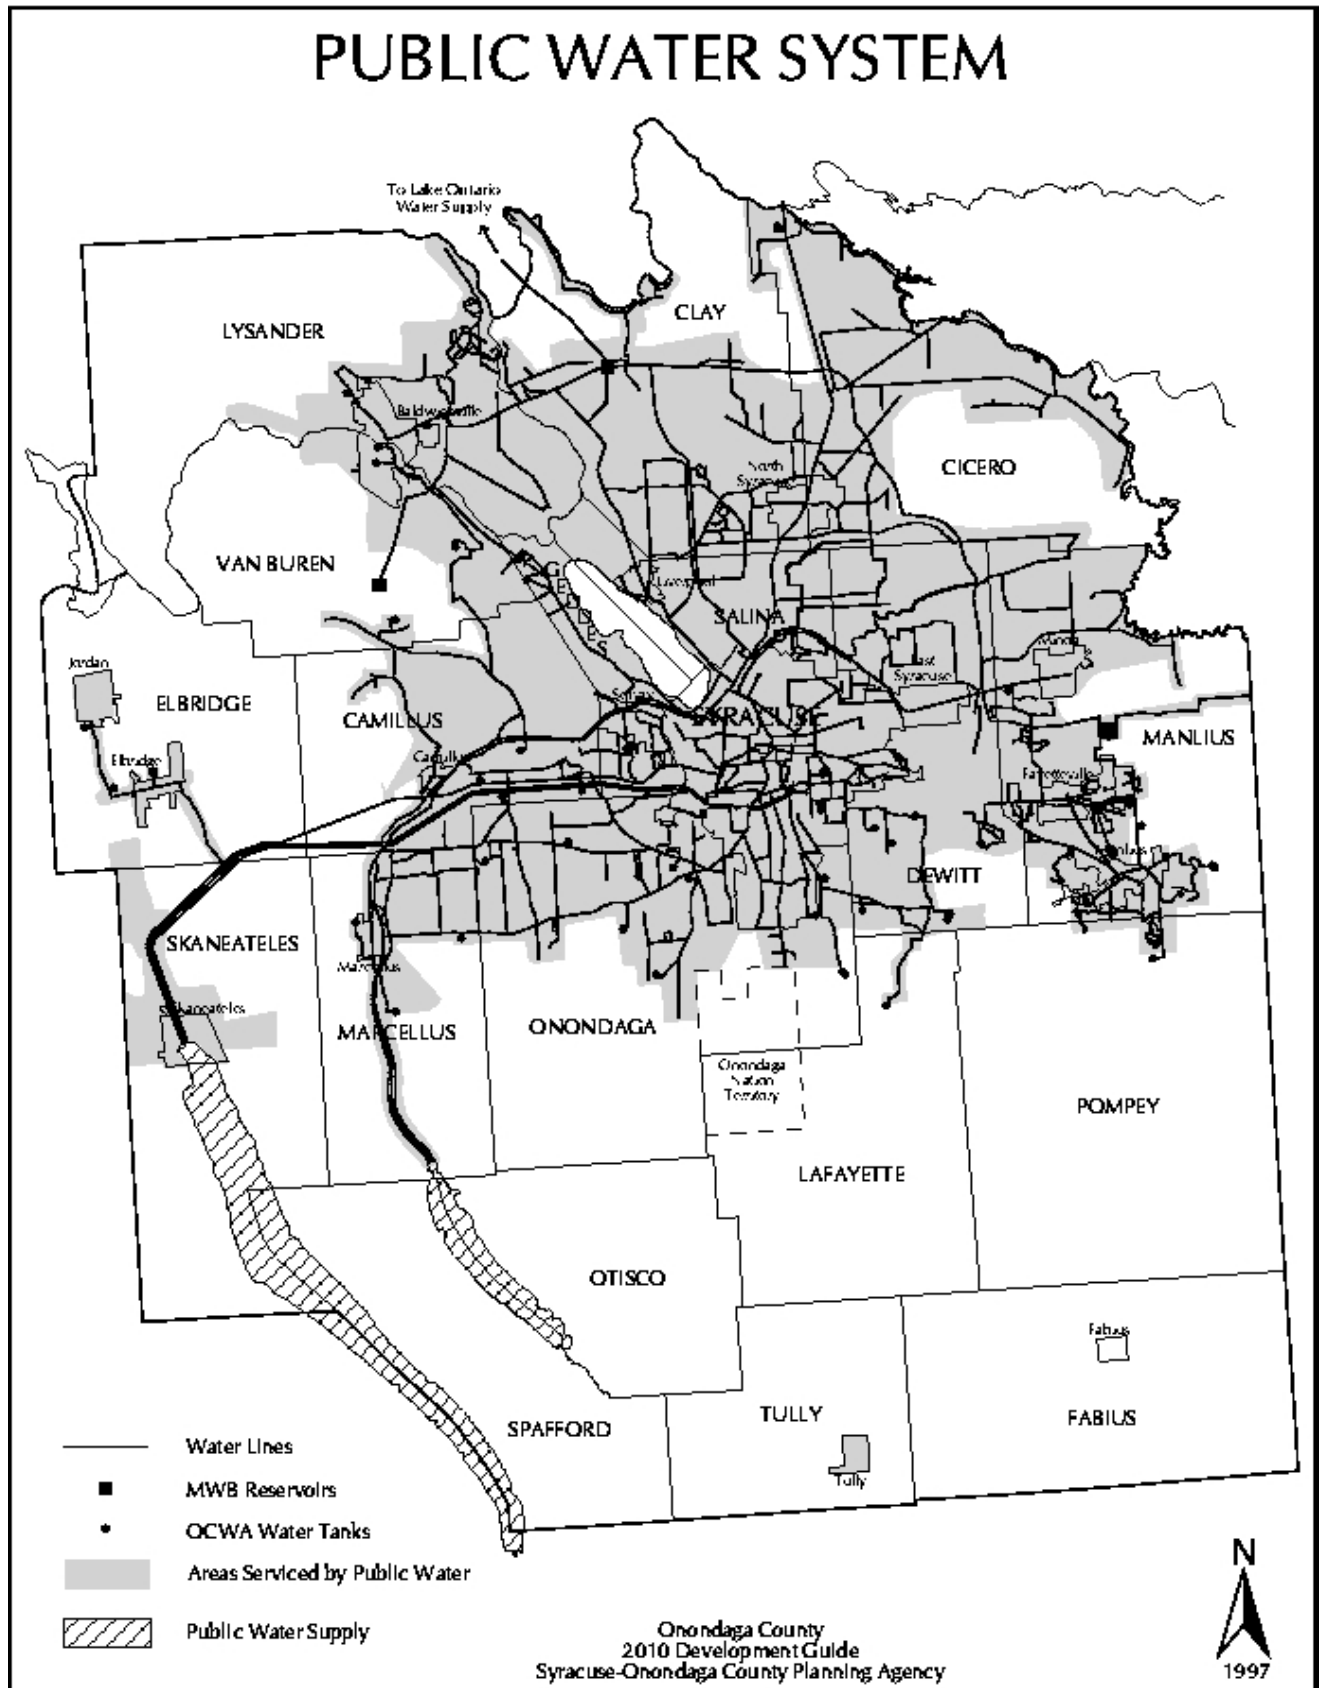 PUBLIC WATER SYSTEM
To Lake Ontario
Water Supply
CLAY
LYSANDER
Baldwinsville
North
Syracuse
CICERO
VAN BUREN
GEDDES
Liverpool
SALINA
Minoa
Jordan
East
Syracuse
ELBRIDGE
Solvay
CAMILLUS
SYRACUSE
MANLIUS
Camillus
Elbridge
Fayetteville
Manlius
DEWITT
SKANEATELES
Marcellus
Skaneateles
MARCELLUS
ONONDAGA
Onondaga
Nation
Territory
POMPEY
LAFAYETTE
OTISCO
Fabius
TULLY
FABIUS
SPAFFORD
Tully
Water Lines
MWB Reservoirs
OCWA Water Tanks
Areas Serviced by Public Water
Public Water Supply
Onondaga County
2010 Development Guide
Syracuse-Onondaga County Planning Agency
N
1997